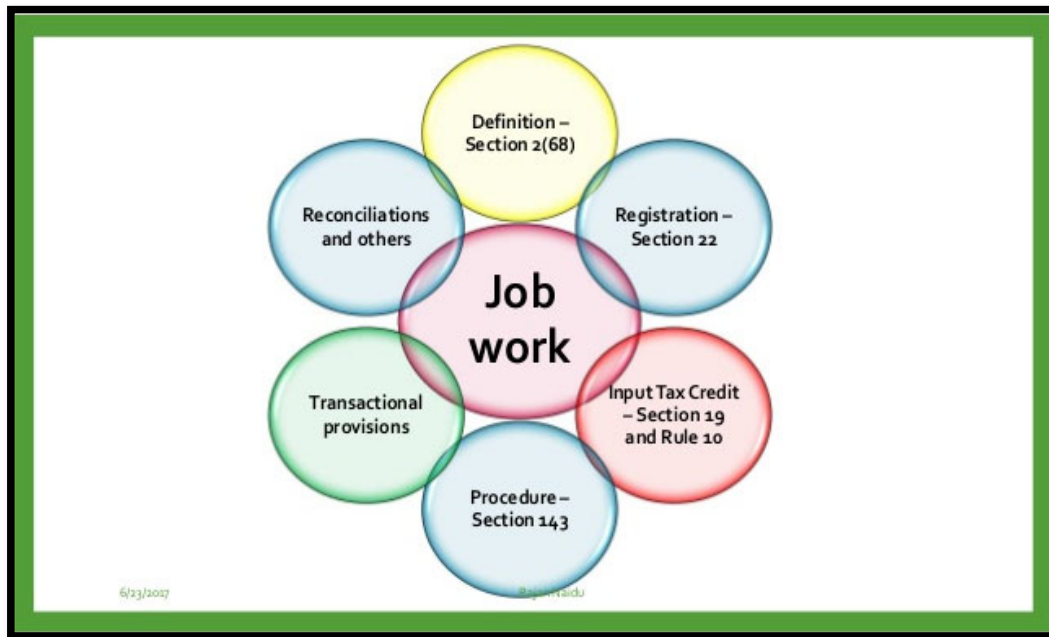 Definition –
Section 2(68)
Registration –
Section 22
Input Tax Credit
– Section 19
and Rule 10
Procedure –
Section 143
Transactional
provisions
Reconciliations
and others
Job
work
6/23/2017
Naidu